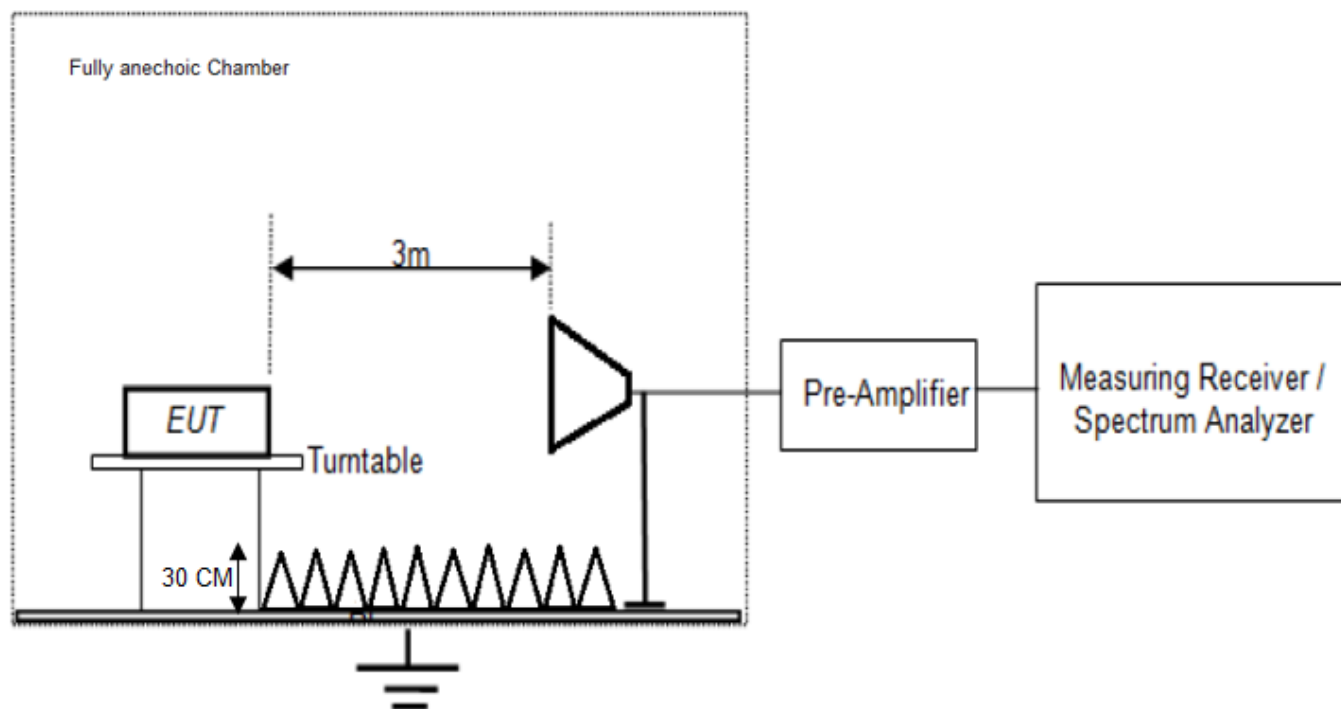 Fully anechoic Chamber
3m
EUT
Turntable
30 CM
Pre-Amplifier
Measuring Receiver /
Spectrum Analyzer